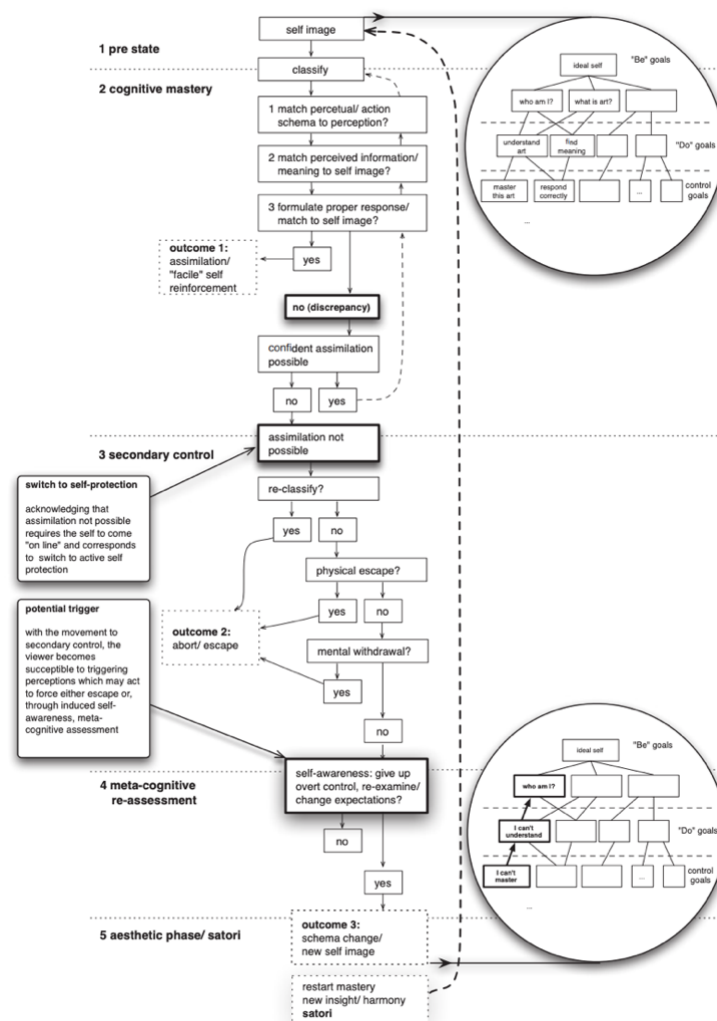 self image
1 pre state
classify
2 cognitive mastery
1 match percetual/ action
schema to perception?
2 match perceived information/
meaning to self image?
3 formulate proper response/
match to self image?
outcome 1:
assimilation/
"facile" self
reinforcement
yes
no (discrepancy)
confident assimilation
possible
no
yes
assimilation not
possible
3 secondary control
switch to self-protection
acknowledging that
assimilation not possible
requires the self to come
"on line" and corresponds
to switch to active self
protection
re-classify?
yes
no
physical escape?
potential trigger
with the movement to
secondary control, the
viewer becomes
succeptible to triggering
perceptions which may act
to force either escape or,
through induced self-
awareness, meta-
cognitive assessment
outcome 2:
abort/ escape
yes
no
mental withdrawal?
yes
no
4 meta-cognitive
re-assessment
self-awareness: give up
overt control, re-examine/
change expectations?
no
yes
5 aesthetic phase/ satori
outcome 3:
schema change/
new self image
restart mastery
new insight/ harmony
satori
"Be" goals
ideal self
who am I?
what is art?
"Do" goals
understand
art
find
meaning
control
goals
master
this art
respond
correctly
...
...
"Be" goals
ideal self
who am I?
"Do" goals
I can't
understand
control
goals
I can't
master
...
...